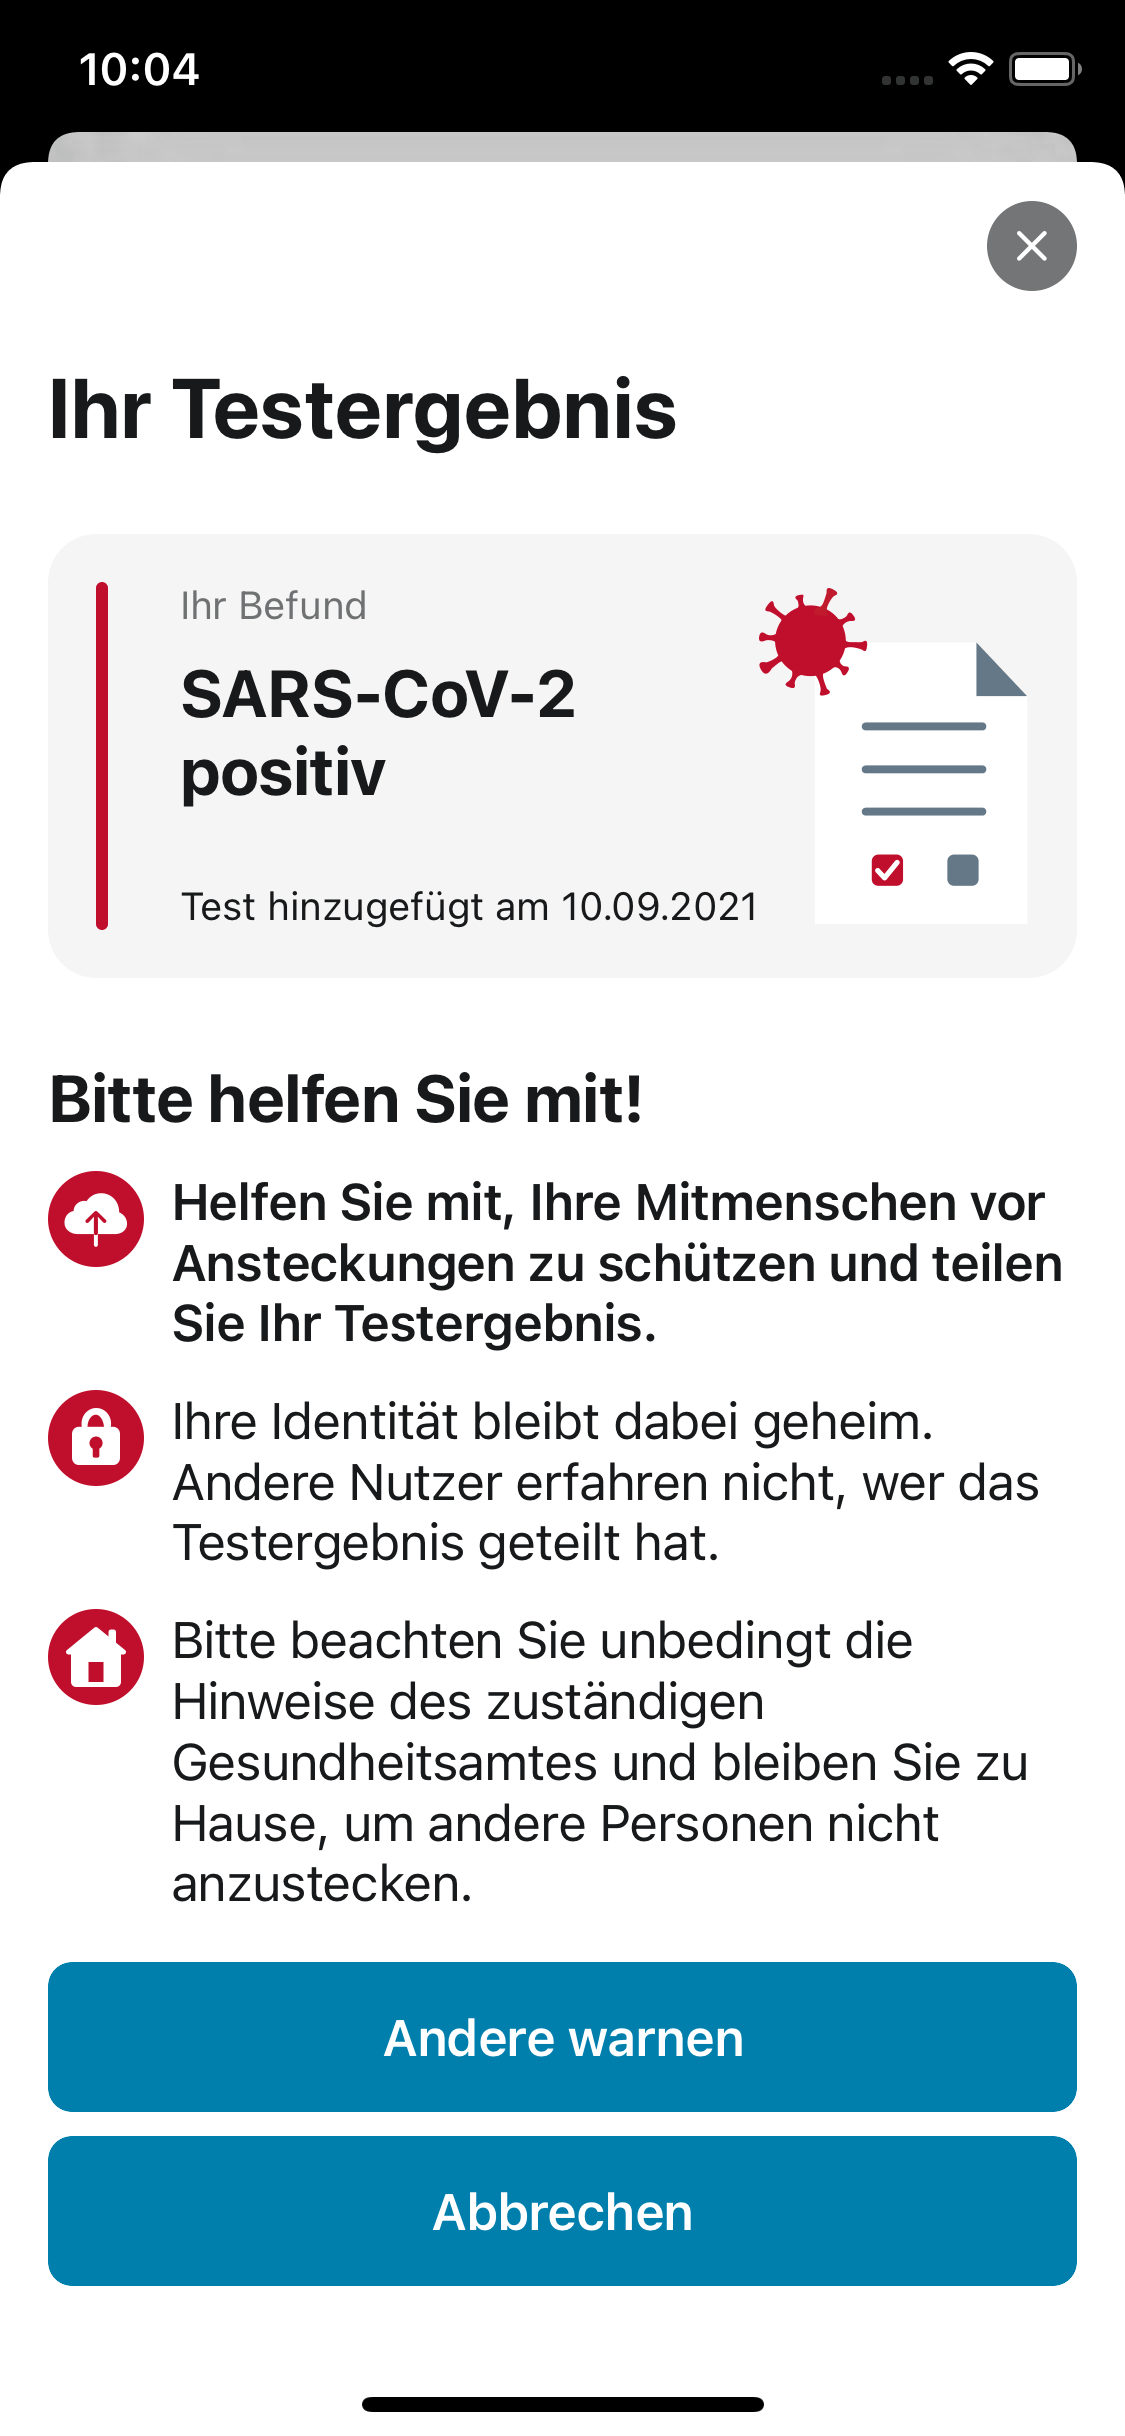 10:04
Ihr Testergebnis
Ihr Befund
SARS-CoV-2
positiv
Test hinzugefügt am 10.09.2021
Bitte helfen Sie mit!
Helfen Sie mit, Ihre Mitmenschen vor
Ansteckungen zu schützen und teilen
Sie Ihr Testergebnis.
Ihre Identität bleibt dabei geheim.
Andere Nutzer erfahren nicht, wer das
Testergebnis geteilt hat.
Bitte beachten Sie unbedingt die
Hinweise des zuständigen
Gesundheitsamtes und bleiben Sie zu
Hause, um andere Personen nicht
anzustecken.
Andere warnen
Abbrechen